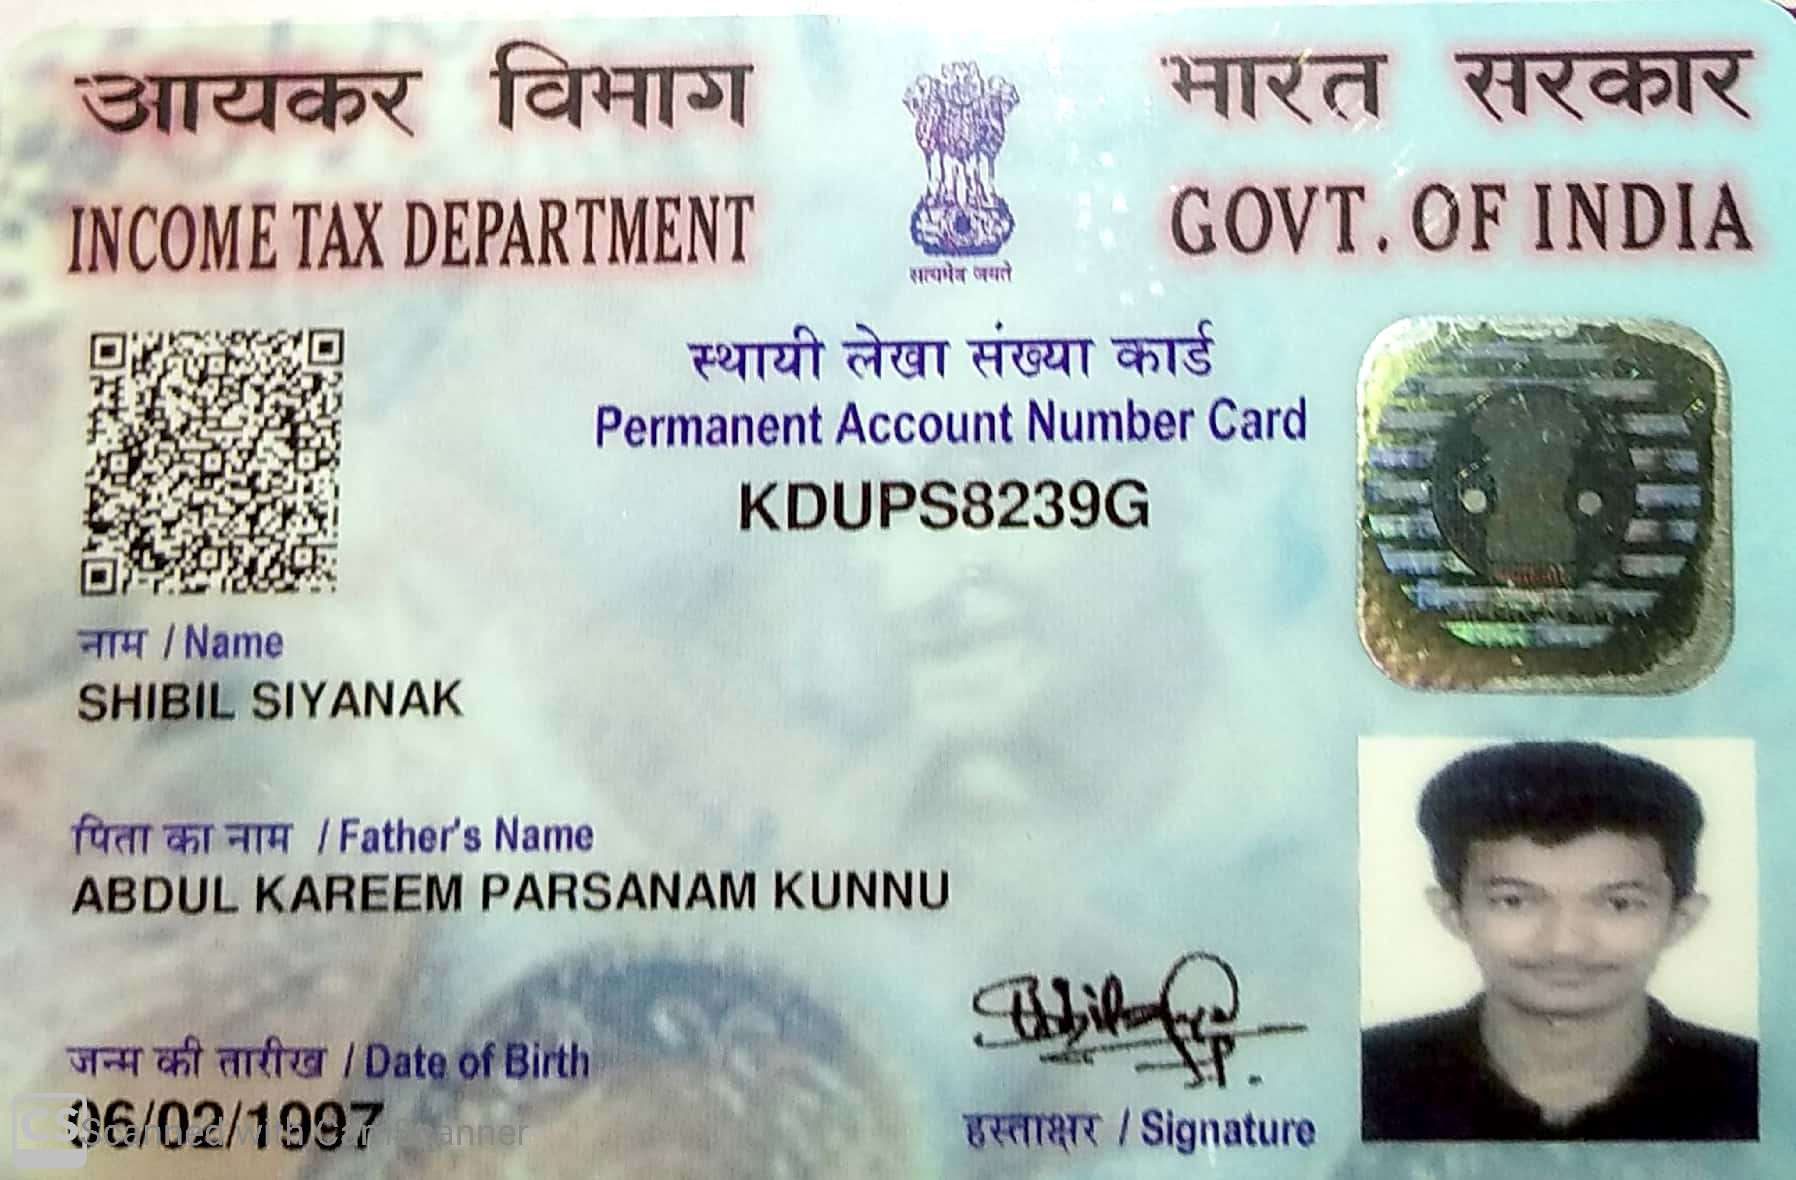 आयकर विभाग
INCOME TAX DEPARTMENT
भारत सरकार
GOVT. OF INDIA
सत्यमेव जयते
स्थायी लेखा संख्या कार्ड
Permanent Account Number Card
KDUPS8239G
नाम / Name
SHIBIL SIYANAK
पिता का नाम / Father's Name
ABDUL KAREEM PARSANAM KUNNU
जन्म की तारीख / Date of Birth
06/02/1997
हस्ताक्षर / Signature
CS Scanned with CamScanner